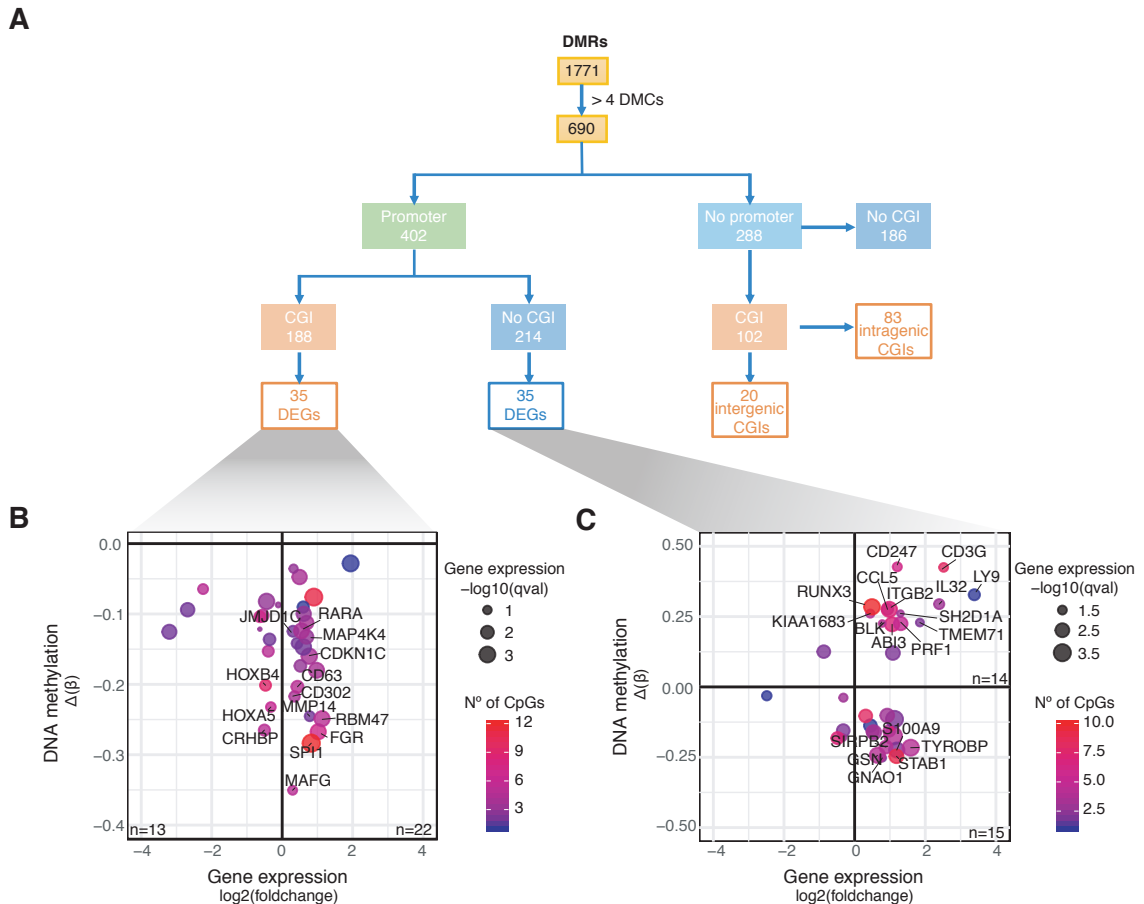 A
DMRs
1771
> 4 DMCs
690
Promoter
402
No promoter
288
No CGI
186
CGI
188
No CGI
214
CGI
102
83
intragenic
CGIs
35
DEGs
35
DEGs
20
intergenic
CGIs
B
DNA methylation
Δ(β)
0.0
−0.1
−0.2
−0.3
−0.4
JMJD1C
RARA
MAP4K4
CDKN1C
HOXB4
CD63
CD302
HOXA5
MMP14
RBM47
CRHBP
FGR
SPI1
MAFG
n=13
n=22
−4
−2
0
2
4
Gene expression
log2(foldchange)
Gene expression
−log10(qval)
1
2
3
Nº of CpGs
12
9
6
3
C
DNA methylation
Δ(β)
0.50
0.25
0.00
−0.25
−0.50
CD247
CD3G
CCL5
ITGB2
IL32
LY9
RUNX3
KIAA1683
SH2D1A
BLK
TMEM71
ABI3
PRF1
n=14
S100A9
SIRPB2
TYROBP
GSN
STAB1
GNAO1
n=15
−4
−2
0
2
4
Gene expression
log2(foldchange)
Gene expression
−log10(qval)
1.5
2.5
3.5
Nº of CpGs
10.0
7.5
5.0
2.5